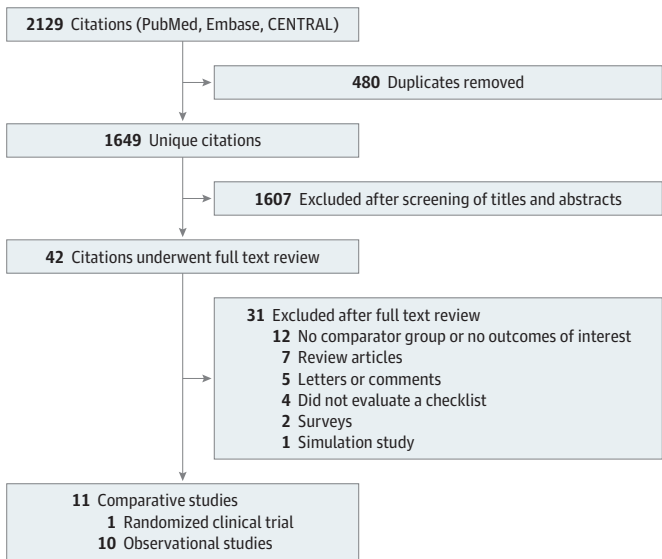 2129 Citations (PubMed, Embase, CENTRAL)
480 Duplicates removed
1649 Unique citations
1607 Excluded after screening of titles and abstracts
42 Citations underwent full text review
31 Excluded after full text review
12 No comparator group or no outcomes of interest
7 Review articles
5 Letters or comments
4 Did not evaluate a checklist
2 Surveys
1 Simulation study
11 Comparative studies
1 Randomized clinical trial
10 Observational studies